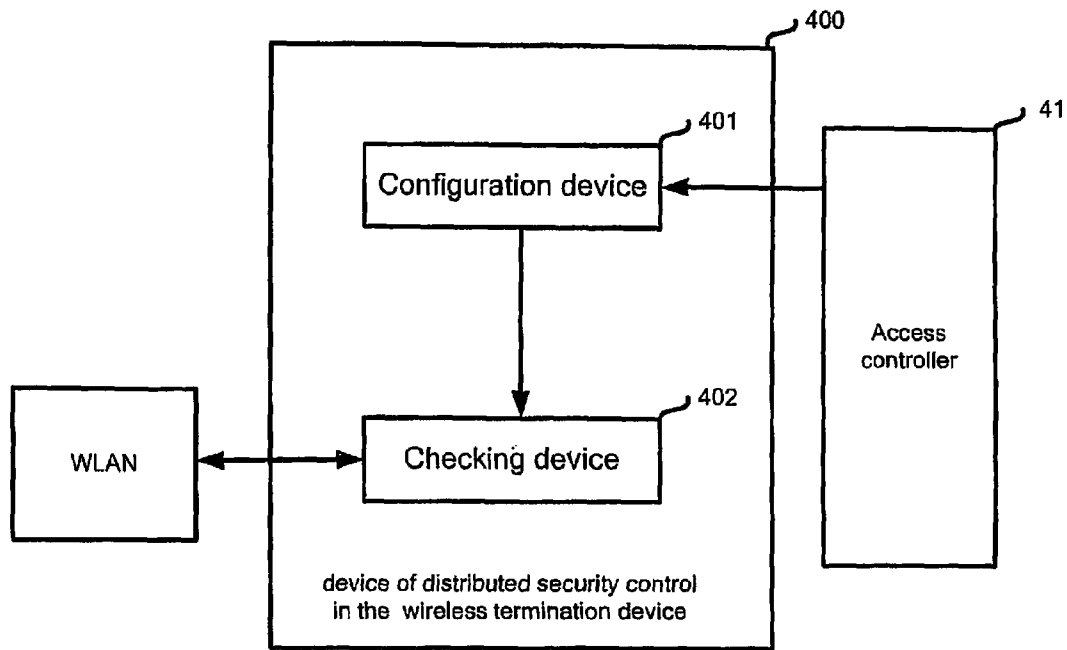 400
401
41
Configuration device
Access
controller
402
WLAN
Checking device
device of distributed security control
in the wireless termination device